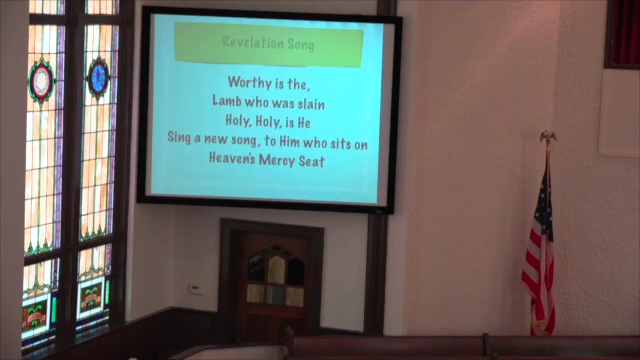 Revelation Song
Worthy is the,
Lamb who was slain
Holy, Holy, is He
Sing a new song, to Him who sits on
Heaven's Mercy Seat